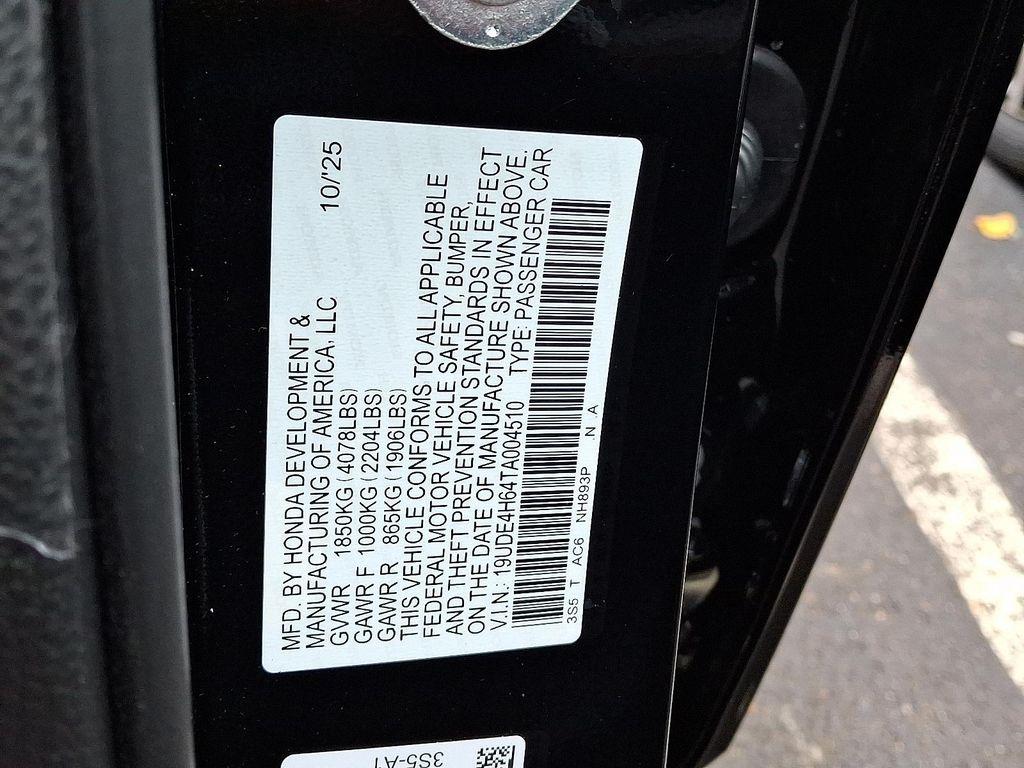 MFD. BY HONDA DEVELOPMENT &
MANUFACTURING OF AMERICA, LLC 10/'25
GVWR 1850KG (4078LBS)
GAWR F 1000KG (2204LBS)
GAWR R 865KG (1906LBS)
THIS VEHICLE CONFORMS TO ALL APPLICABLE
FEDERAL MOTOR VEHICLE SAFETY, BUMPER,
AND THEFT PREVENTION STANDARDS IN EFFECT
ON THE DATE OF MANUFACTURE SHOWN ABOVE.
V.I.N.: 19UDE4H64TA004510 TYPE: PASSENGER CAR
3S5 T AC6 NH893P .N A
3S5-A1